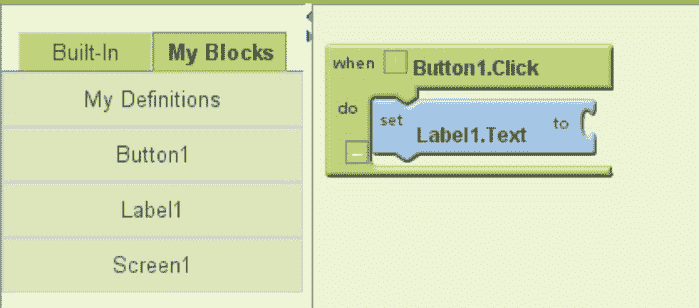 Built-In
My Blocks
My Definitions
Button1
Label1
Screen1
when Button1.Click
do
set Label1.Text to